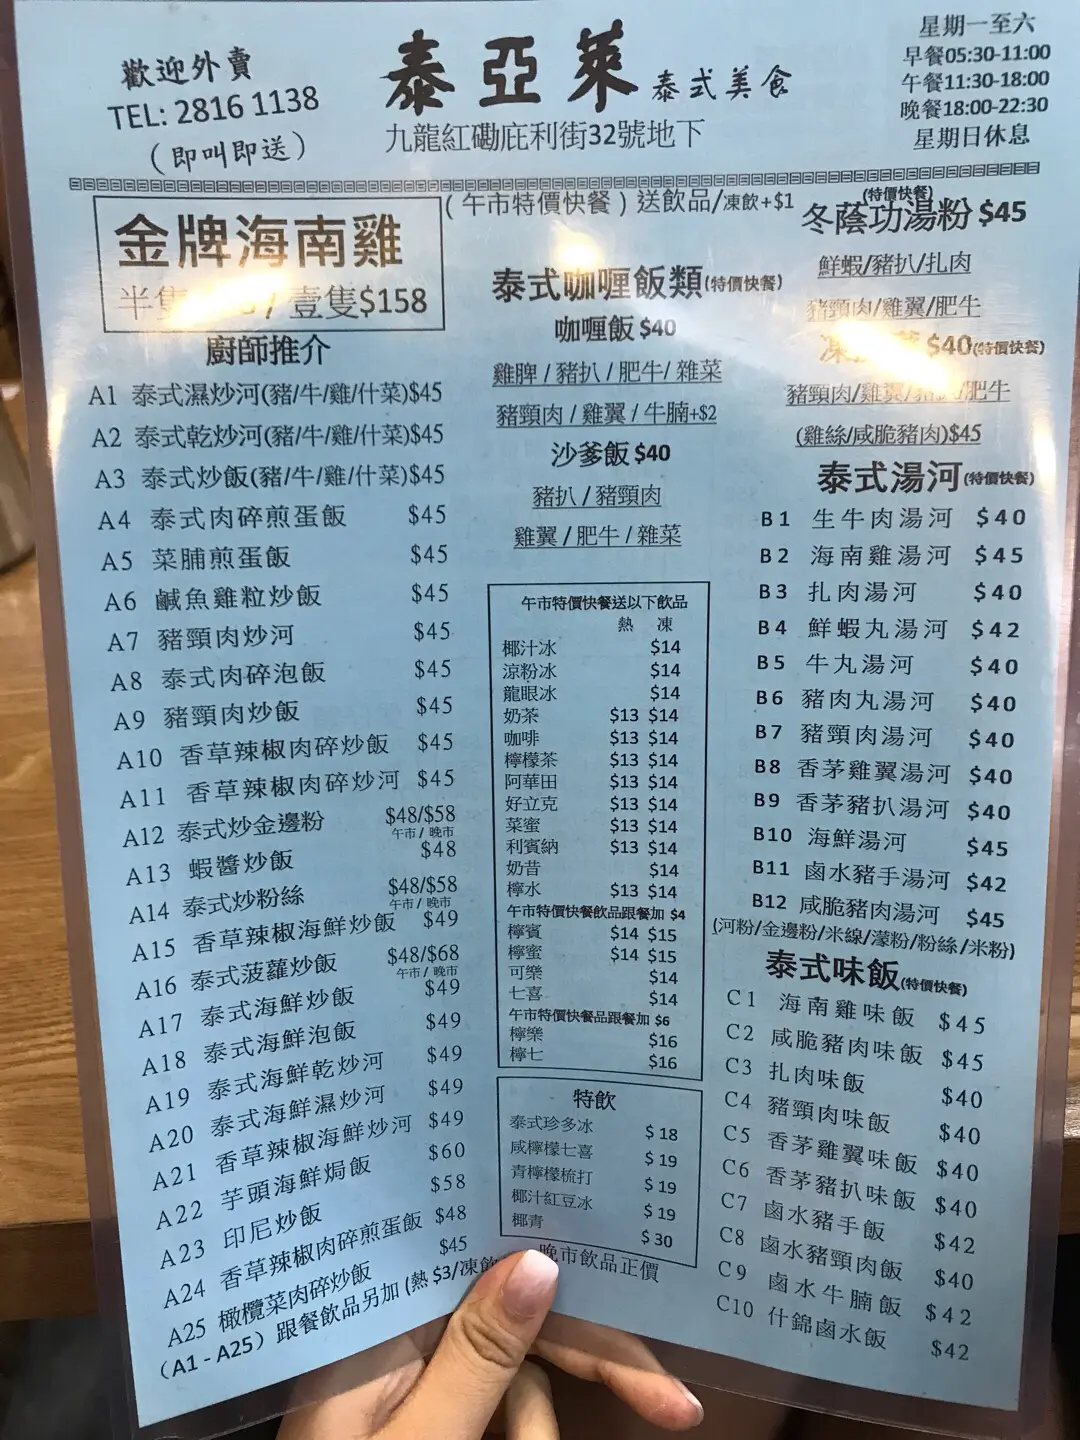 歡迎外賣
TEL: 2816 1138
(即叫即送)
泰亞萊 泰式美食
九龍紅磡庇利街32號地下
星期一至六
早餐05:30-11:00
午餐11:30-18:00
晚餐18:00-22:30
星期日休息
金牌海南雞
半隻 / 壹隻$158
廚師推介
A1 泰式濕炒河(豬/牛/雞/什菜)$45
A2 泰式乾炒河(豬/牛/雞/什菜)$45
A3 泰式炒飯(豬/牛/雞/什菜)$45
A4 泰式肉碎煎蛋飯 $45
A5 菜脯煎蛋飯 $45
A6 鹹魚雞粒炒飯 $45
A7 豬頸肉炒河 $45
A8 泰式肉碎泡飯 $45
A9 豬頸肉炒飯 $45
A10 香草辣椒肉碎炒飯 $45
A11 香草辣椒肉碎炒河 $45
A12 泰式炒金邊粉 $48/$58
午市 / 晚市
A13 蝦醬炒飯 $48
A14 泰式炒粉絲 $48/$58
午市 / 晚市
A15 香草辣椒海鮮炒飯 $49
A16 泰式菠蘿炒飯 $48/$68
午市 / 晚市
A17 泰式海鮮炒飯 $49
A18 泰式海鮮泡飯 $49
A19 泰式海鮮乾炒河 $49
A20 泰式海鮮濕炒河 $49
A21 香草辣椒海鮮炒河 $49
A22 芋頭海鮮焗飯 $60
A23 印尼炒飯 $58
A24 香草辣椒肉碎煎蛋飯 $48
A25 橄欖菜肉碎炒飯 $45
(A1 - A25) 跟餐飲品另加 (熱 $3/凍飲
(午市特價快餐) 送飲品/凍飲+$1
泰式咖喱飯類(特價快餐)
咖喱飯 $40
雞脾 / 豬扒 / 肥牛/ 雜菜
豬頸肉 / 雞翼 / 牛腩+$2
沙爹飯 $40
豬扒 / 豬頸肉
雞翼 / 肥牛 / 雜菜
午市特價快餐送以下飲品
熱 凍
椰汁冰 $14
涼粉冰 $14
龍眼冰 $14
奶茶 $13 $14
咖啡 $13 $14
檸檬茶 $13 $14
阿華田 $13 $14
好立克 $13 $14
菜蜜 $13 $14
利賓納 $13 $14
奶昔 $14
檸水 $13 $14
午市特價快餐飲品跟餐加 $4
檸賓 $14 $15
檸蜜 $14 $15
可樂 $14
七喜 $14
午市特價快餐品跟餐加 $6
檸樂 $16
檸七 $16
特飲
泰式珍多冰 $18
咸檸檬七喜 $19
青檸檬梳打 $19
椰汁紅豆冰 $19
椰青 $30
晚市飲品正價
(特價快餐)
冬蔭功湯粉 $45
鮮蝦/豬扒/扎肉
豬頸肉/雞翼/肥牛
$40(特價快餐)
豬頸肉/雞翼/豬扒/肥牛
(雞絲/咸脆豬肉)$45
泰式湯河(特價快餐)
B1 生牛肉湯河 $40
B2 海南雞湯河 $45
B3 扎肉湯河 $40
B4 鮮蝦丸湯河 $42
B5 牛丸湯河 $40
B6 豬肉丸湯河 $40
B7 豬頸肉湯河 $40
B8 香茅雞翼湯河 $40
B9 香茅豬扒湯河 $40
B10 海鮮湯河 $45
B11 鹵水豬手湯河 $42
B12 咸脆豬肉湯河 $45
(河粉/金邊粉/米線/瀠粉/粉絲/米粉)
泰式味飯(特價快餐)
C1 海南雞味飯 $45
C2 咸脆豬肉味飯 $45
C3 扎肉味飯 $40
C4 豬頸肉味飯 $40
C5 香茅雞翼味飯 $40
C6 香茅豬扒味飯 $40
C7 鹵水豬手飯 $42
C8 鹵水豬頸肉飯 $40
C9 鹵水牛腩飯 $42
C10 什錦鹵水飯 $42